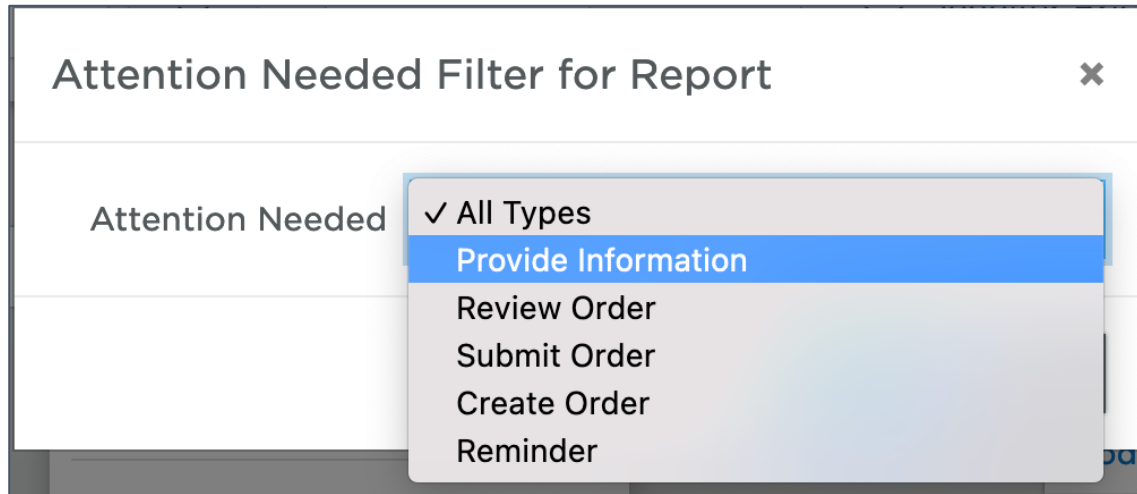 Attention Needed Filter for Report
Attention Needed
✓ All Types
Provide Information
Review Order
Submit Order
Create Order
Reminder